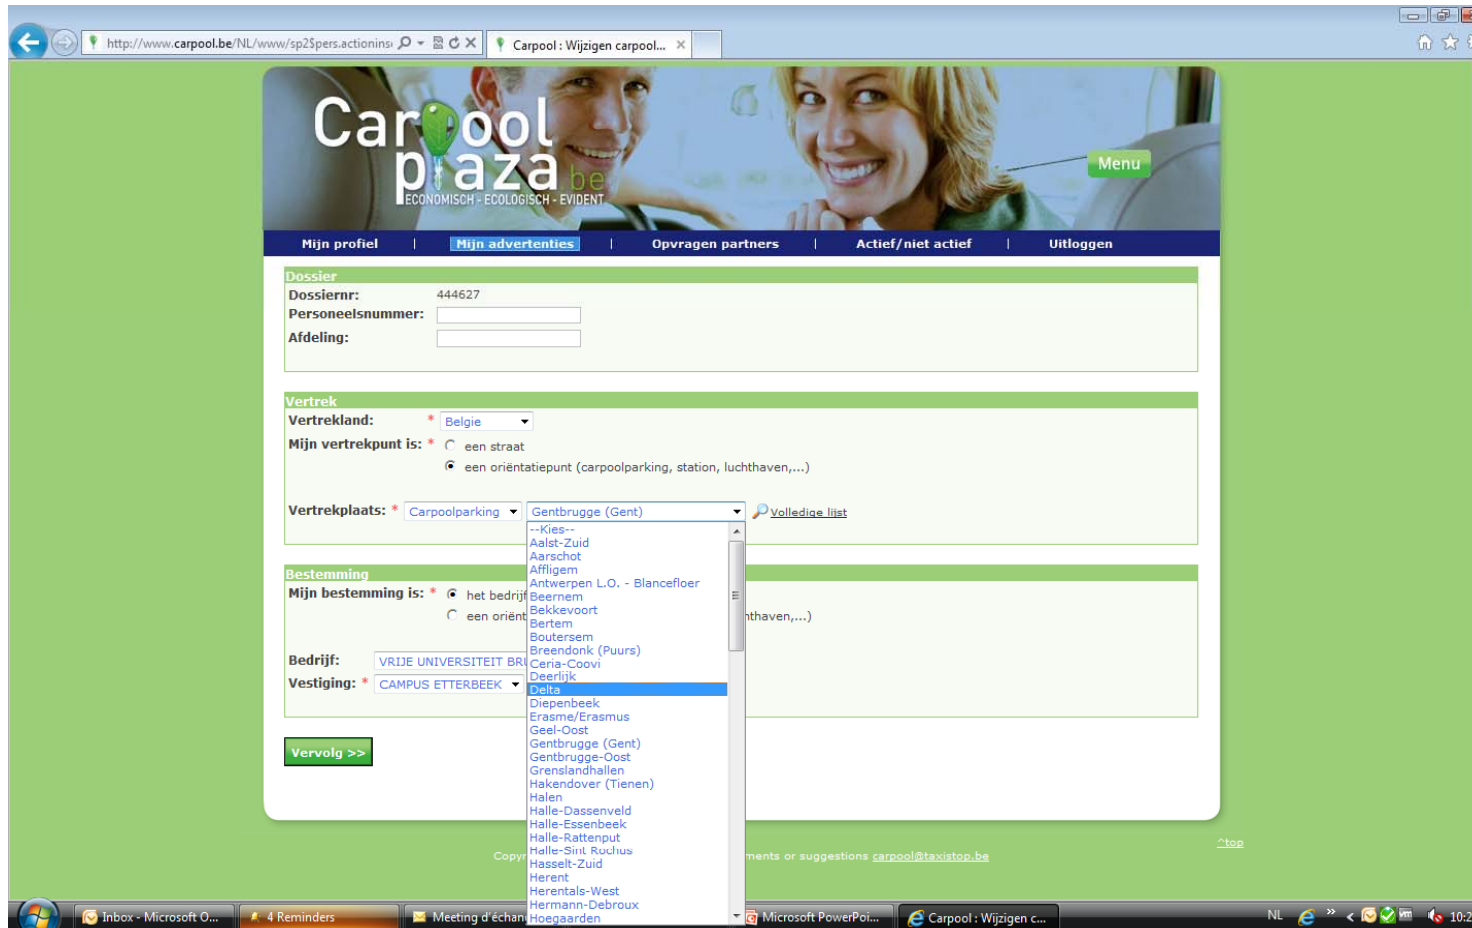 http://www.carpool.be/NL/www/sp2$pers.actionins
Carpool : Wijzigen carpool...
Carpool
plaza.be
ECONOMISCH - ECOLOGISCH - EVIDENT
Menu
Mijn profiel | Mijn advertenties | Opvragen partners | Actief/niet actief | Uitloggen
Dossier
Dossiernr: 444627
Personeelsnummer:
Afdeling:
Vertrek
Vertrekland: * Belgie
Mijn vertrekpunt is: * een straat
een oriëntatiepunt (carpoolparking, station, luchthaven,...)
Vertrekplaats: * Carpoolparking Gentbrugge (Gent) Volledige lijst
--Kies--
Aalst-Zuid
Aarschot
Affligem
Antwerpen L.O. - Blancefloer
Beernem
Bekkevoort
Bertem
Boutersem
Breendonk (Puurs)
Ceria-Coovi
Deerlijk
Delta
Diepenbeek
Erasme/Erasmus
Geel-Oost
Gentbrugge (Gent)
Gentbrugge-Oost
Grenslandhallen
Hakendover (Tienen)
Halen
Halle-Dassenveld
Halle-Essenbeek
Halle-Rattenput
Halle-Sint Rochus
Hasselt-Zuid
Herent
Herentals-West
Hermann-Debroux
Hoegaarden
Bestemming
Mijn bestemming is: * het bedrijf
een oriënt hthaven,...)
Bedrijf: VRIJE UNIVERSITEIT BRU
Vestiging: * CAMPUS ETTERBEEK
Vervolg >>
^top
Copyr ments or suggestions carpool@taxistop.be
Inbox - Microsoft O... 4 Reminders Meeting d'échan Microsoft PowerPoi... Carpool : Wijzigen c... NL 10:2